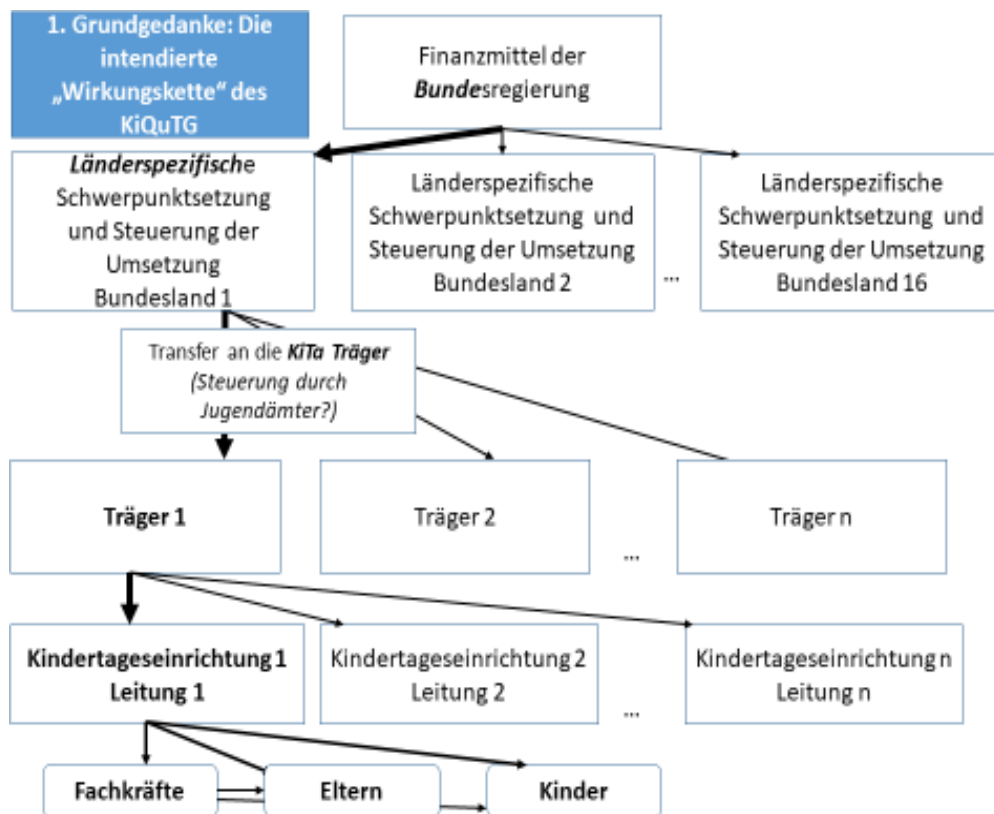 1. Grundgedanke: Die
intendierte
„Wirkungskette“ des
KiQuTG
Finanzmittel der
Bundesregierung
Länderspezifische
Schwerpunktsetzung
und Steuerung der
Umsetzung
Bundesland 1
Länderspezifische
Schwerpunktsetzung und
Steuerung der Umsetzung
Bundesland 2
...
Länderspezifische
Schwerpunktsetzung und
Steuerung der Umsetzung
Bundesland 16
Transfer an die KiTa Träger
(Steuerung durch
Jugendämter?)
Träger 1
Träger 2
...
Träger n
Kindertageseinrichtung 1
Leitung 1
Kindertageseinrichtung 2
Leitung 2
...
Kindertageseinrichtung n
Leitung n
Fachkräfte
Eltern
Kinder